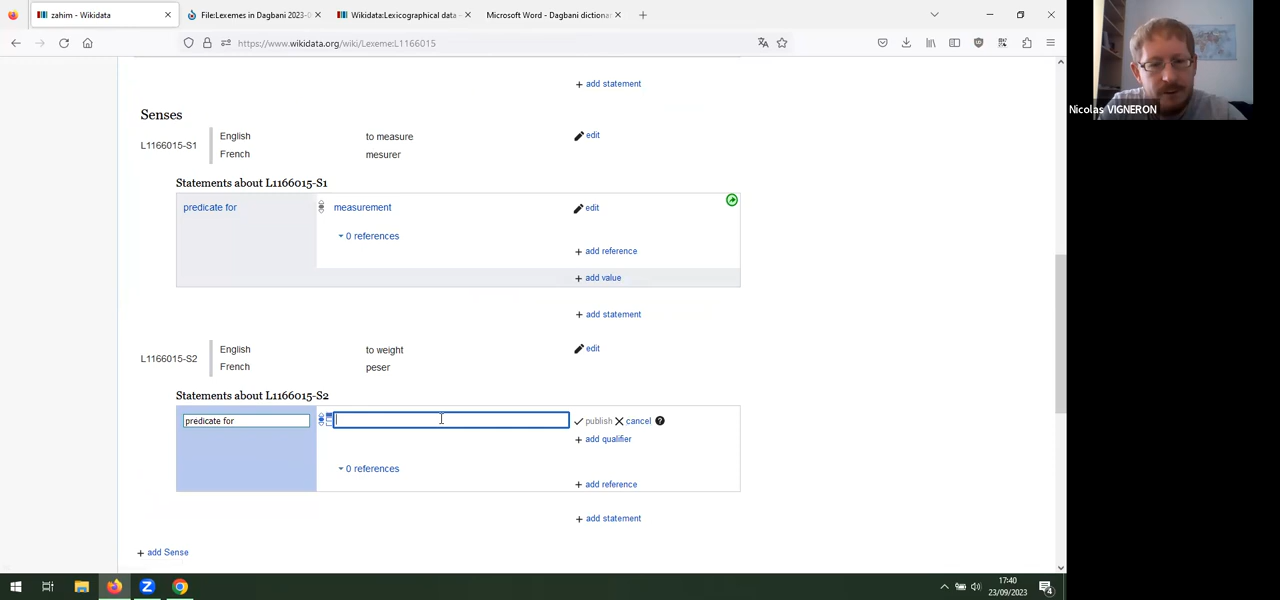 zahim - Wikidata
File:Lexemes in Dagbani 2023-0
Wikidata:Lexicographical data -
Microsoft Word - Dagbani dictionar
https://www.wikidata.org/wiki/Lexeme:L1166015
Nicolas VIGNERON
+ add statement
Senses
L1166015-S1
English to measure
French mesurer
edit
Statements about L1166015-S1
predicate for
measurement
edit
0 references
+ add reference
+ add value
+ add statement
L1166015-S2
English to weight
French peser
edit
Statements about L1166015-S2
predicate for
publish cancel
+ add qualifier
0 references
+ add reference
+ add statement
+ add Sense
17:40
23/09/2023
4